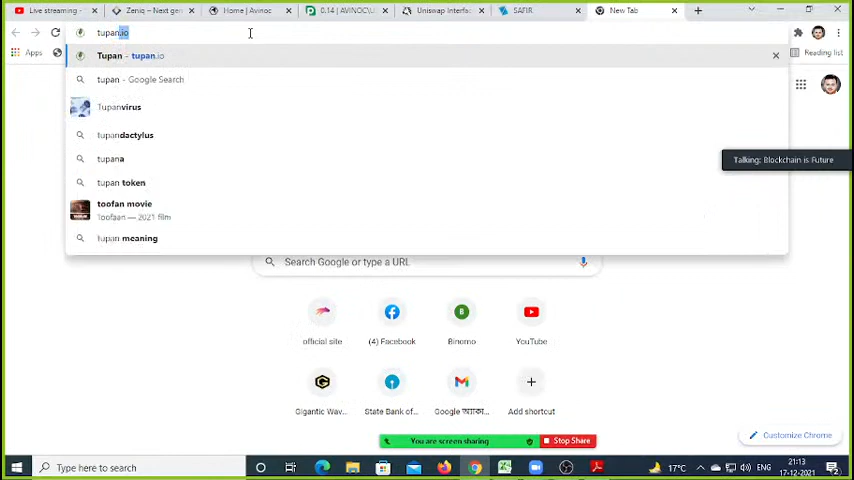 Live streaming -
Zeniq – Next gen
Home | Avinoc
0.14 | AVINOC\U
Uniswap Interfac
SAFIR
New Tab
tupan.io
Apps
Reading list
Tupan - tupan.io
tupan - Google Search
Tupanvirus
tupandactylus
tupana
tupan token
toofan movie
Toofaan — 2021 film
tupan meaning
Talking: Blockchain is Future
Search Google or type a URL
official site
(4) Facebook
Binomo
YouTube
Gigantic Wav...
State Bank of...
Google অ্যাকা...
Add shortcut
Customize Chrome
You are screen sharing
Stop Share
Type here to search
17°C
ENG
21:13
17-12-2021